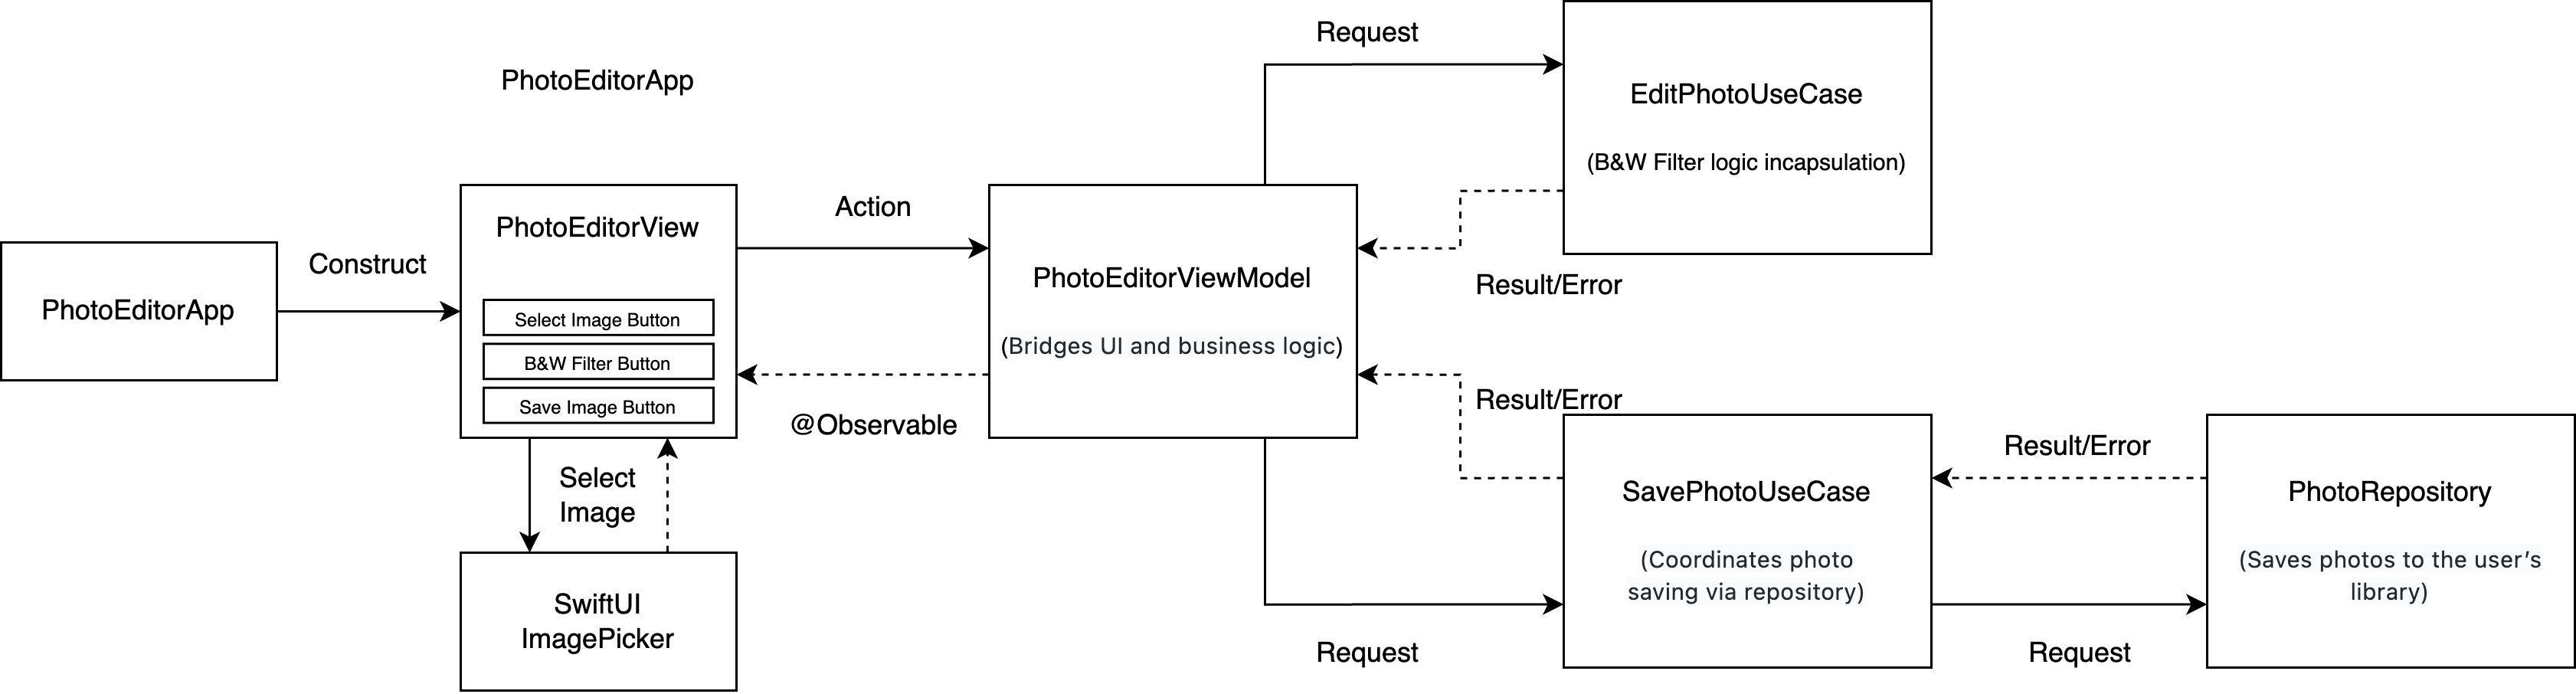 PhotoEditorApp
PhotoEditorApp
Construct
PhotoEditorView
Select Image Button
B&W Filter Button
Save Image Button
Select
Image
SwiftUI
ImagePicker
Action
@Observable
PhotoEditorViewModel
(Bridges UI and business logic)
Request
EditPhotoUseCase
(B&W Filter logic incapsulation)
Result/Error
Result/Error
Request
SavePhotoUseCase
(Coordinates photo
saving via repository)
Result/Error
Request
PhotoRepository
(Saves photos to the user’s
library)